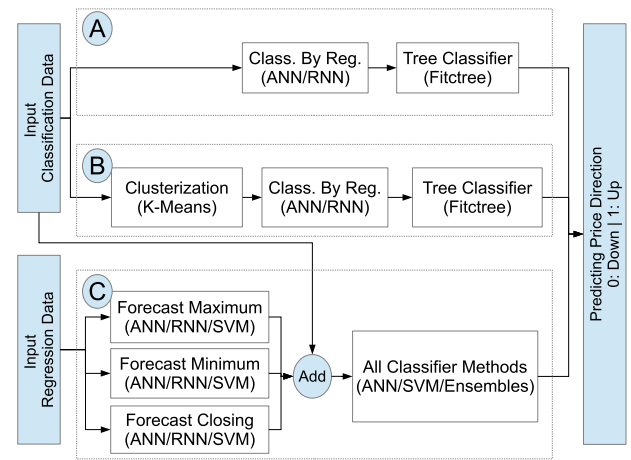 Input
Classification Data
A
Class. By Reg.
(ANN/RNN)
Tree Classifier
(Fitctree)
B
Clusterization
(K-Means)
Class. By Reg.
(ANN/RNN)
Tree Classifier
(Fitctree)
Input
Regression Data
C
Forecast Maximum
(ANN/RNN/SVM)
Forecast Minimum
(ANN/RNN/SVM)
Forecast Closing
(ANN/RNN/SVM)
Add
All Classifier Methods
(ANN/SVM/Ensembles)
Predicting Price Direction
0: Down | 1: Up